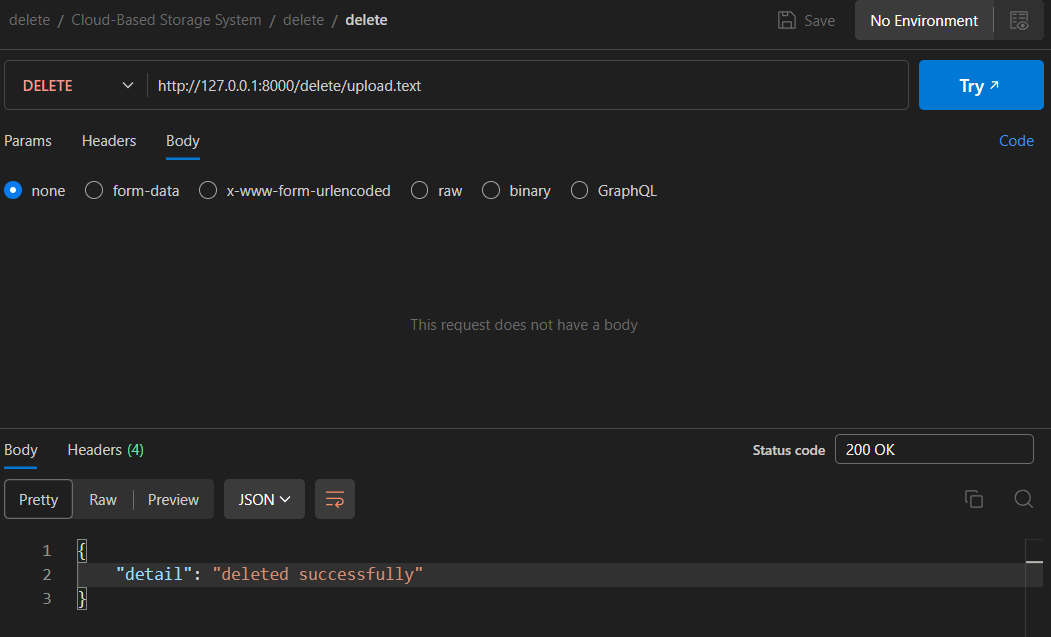 delete / Cloud-Based Storage System / delete / delete Save No Environment
DELETE http://127.0.0.1:8000/delete/upload.text Try
Params Headers Body Code
none form-data x-www-form-urlencoded raw binary GraphQL
This request does not have a body
Body Headers (4) Status code 200 OK
Pretty Raw Preview JSON
1 {
2 "detail": "deleted successfully"
3 }